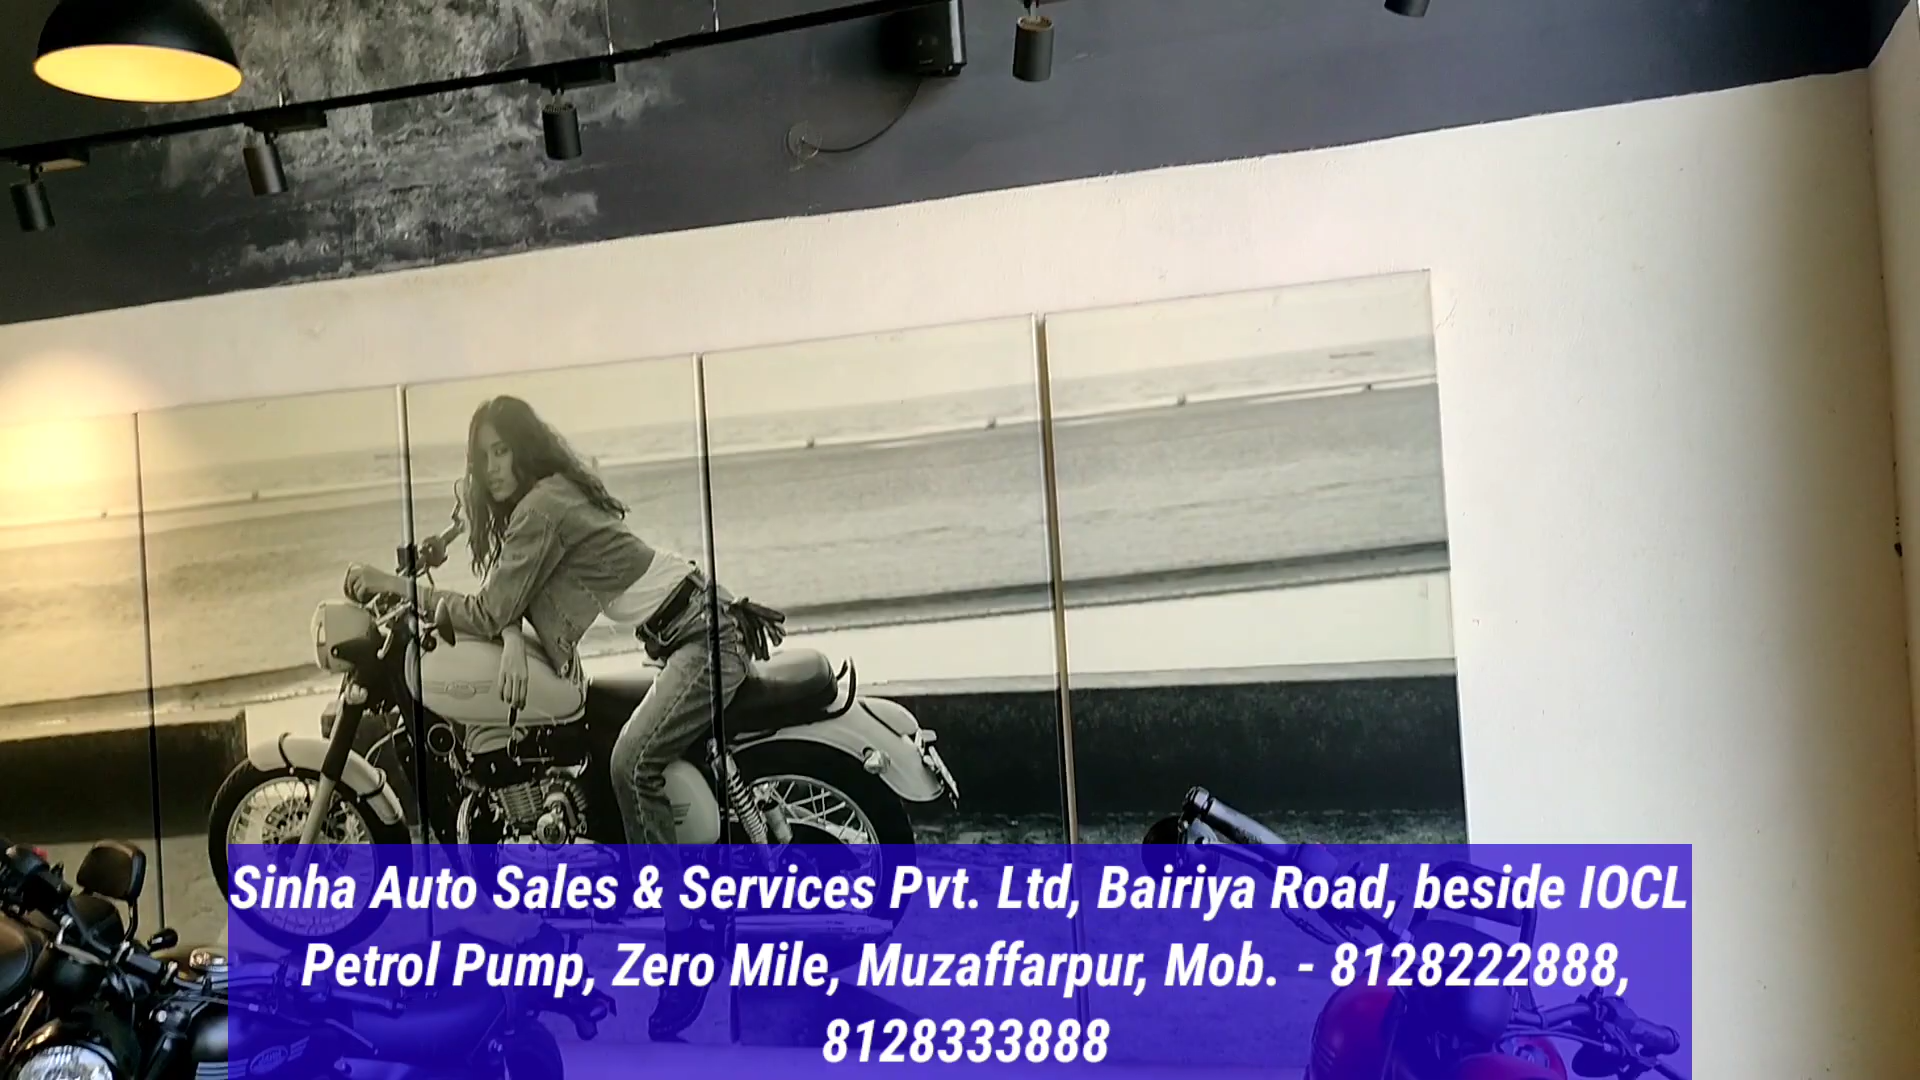 Sinha Auto Sales & Services Pvt. Ltd, Bairiya Road, beside IOCL
Petrol Pump, Zero Mile, Muzaffarpur, Mob. - 8128222888,
8128333888